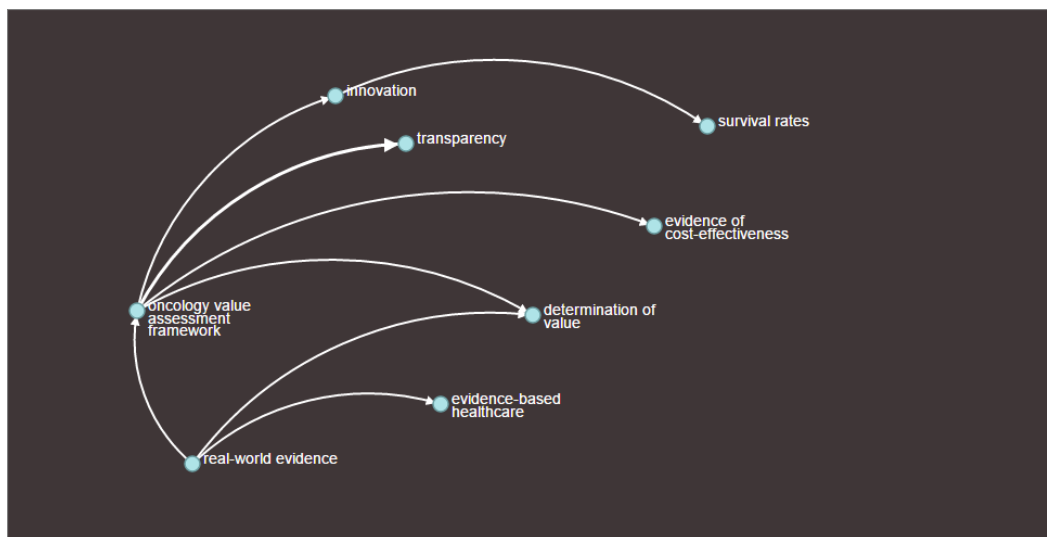 innovation
survival rates
transparency
evidence of
cost-effectiveness
oncology value
assessment
framework
determination of
value
evidence-based
healthcare
real-world evidence